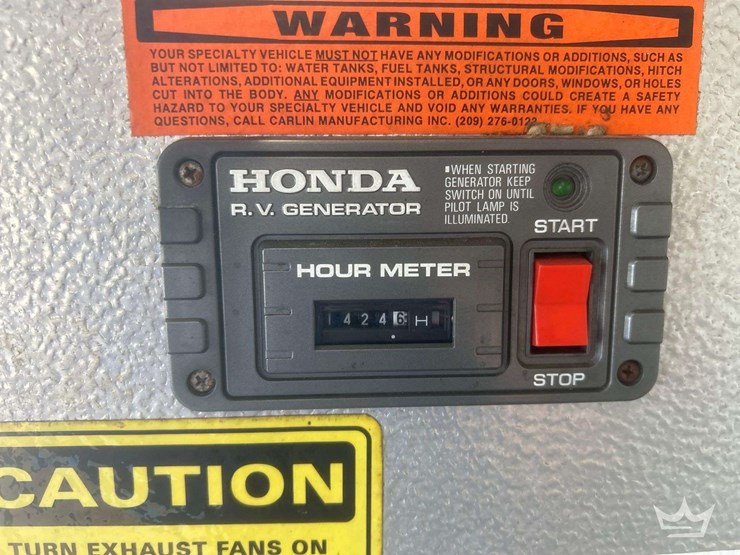 WARNING
YOUR SPECIALTY VEHICLE MUST NOT HAVE ANY MODIFICATIONS OR ADDITIONS, SUCH AS
BUT NOT LIMITED TO: WATER TANKS, FUEL TANKS, STRUCTURAL MODIFICATIONS, HITCH
ALTERATIONS, ADDITIONAL EQUIPMENT INSTALLED, OR ANY DOORS, WINDOWS, OR HOLES
CUT INTO THE BODY. ANY MODIFICATIONS OR ADDITIONS COULD CREATE A SAFETY
HAZARD TO YOUR SPECIALTY VEHICLE AND VOID ANY WARRANTIES. IF YOU HAVE ANY
QUESTIONS, CALL CARLIN MANUFACTURING INC. (209)
HONDA
R.V. GENERATOR
▪WHEN STARTING
GENERATOR KEEP
SWITCH ON UNTIL
PILOT LAMP IS
ILLUMINATED.
START
HOUR METER
4246 H
STOP
CAUTION
TURN EXHAUST FANS ON